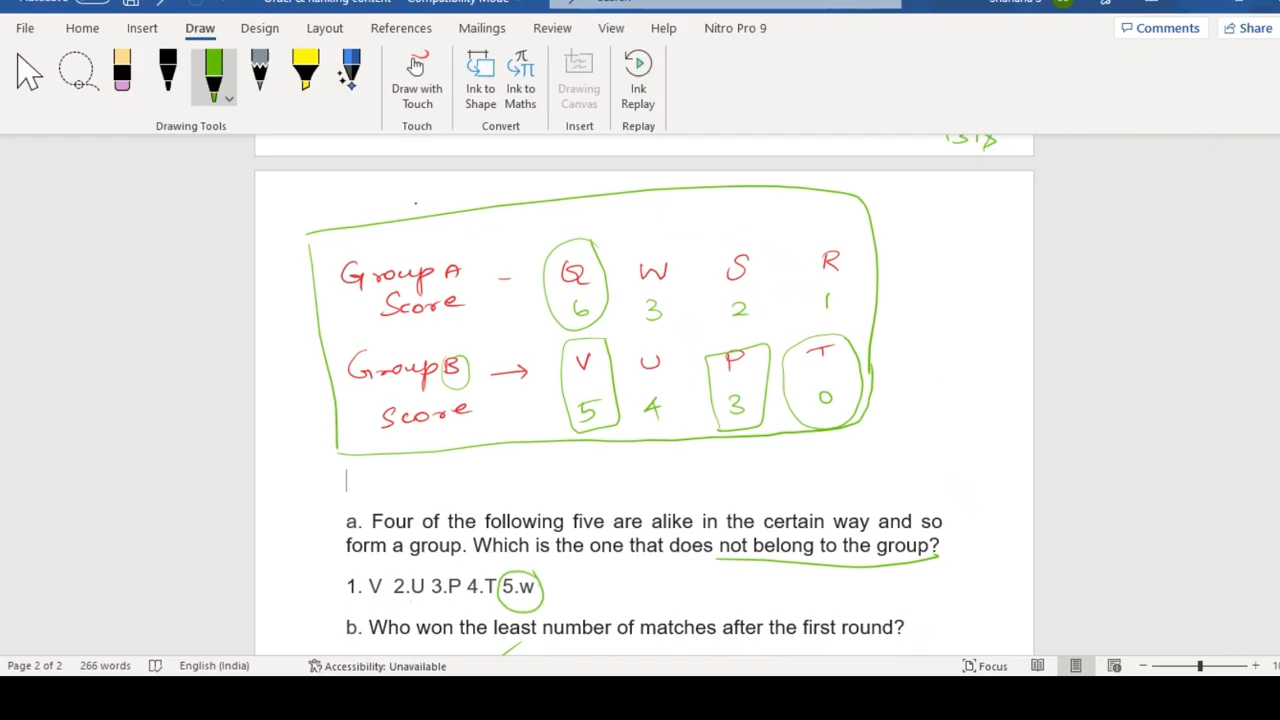 File Home Insert Draw Design Layout References Mailings Review View Help Nitro Pro 9 Comments Share
Draw with Touch Ink to Shape Ink to Maths Drawing Canvas Ink Replay
Drawing Tools Touch Convert Insert Replay
Group A - Q W S R
Score 6 3 2 1
Group B → V U P T
Score 5 4 3 0
a. Four of the following five are alike in the certain way and so
form a group. Which is the one that does not belong to the group?
1. V 2.U 3.P 4.T 5.w
b. Who won the least number of matches after the first round?
Page 2 of 2 266 words English (India) Accessibility: Unavailable Focus